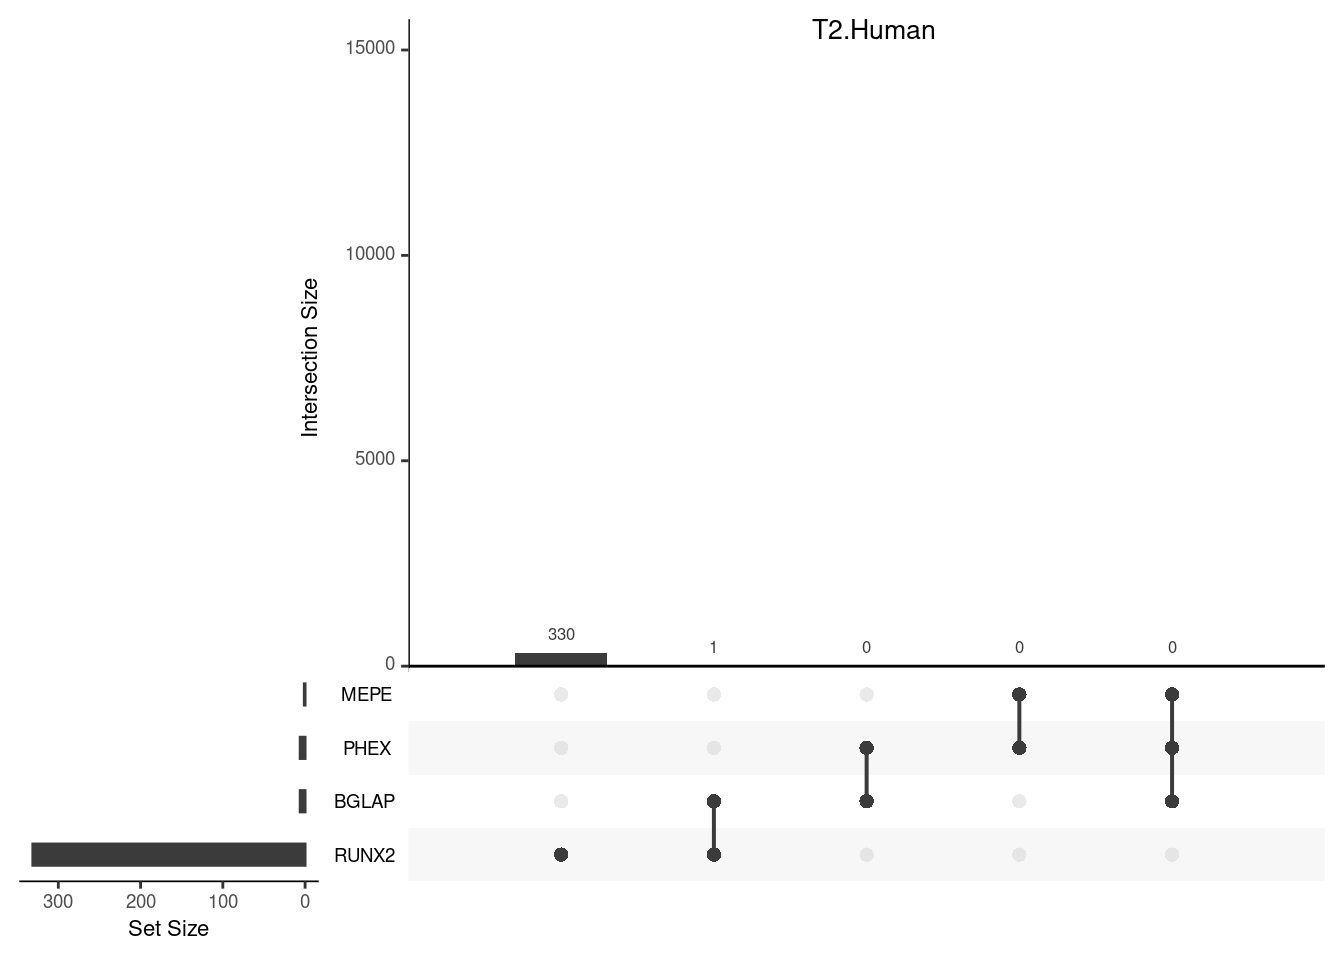 T2.Human
15000
10000
5000
0
Intersection Size
330 1 0 0 0
MEPE
PHEX
BGLAP
RUNX2
300 200 100 0
Set Size